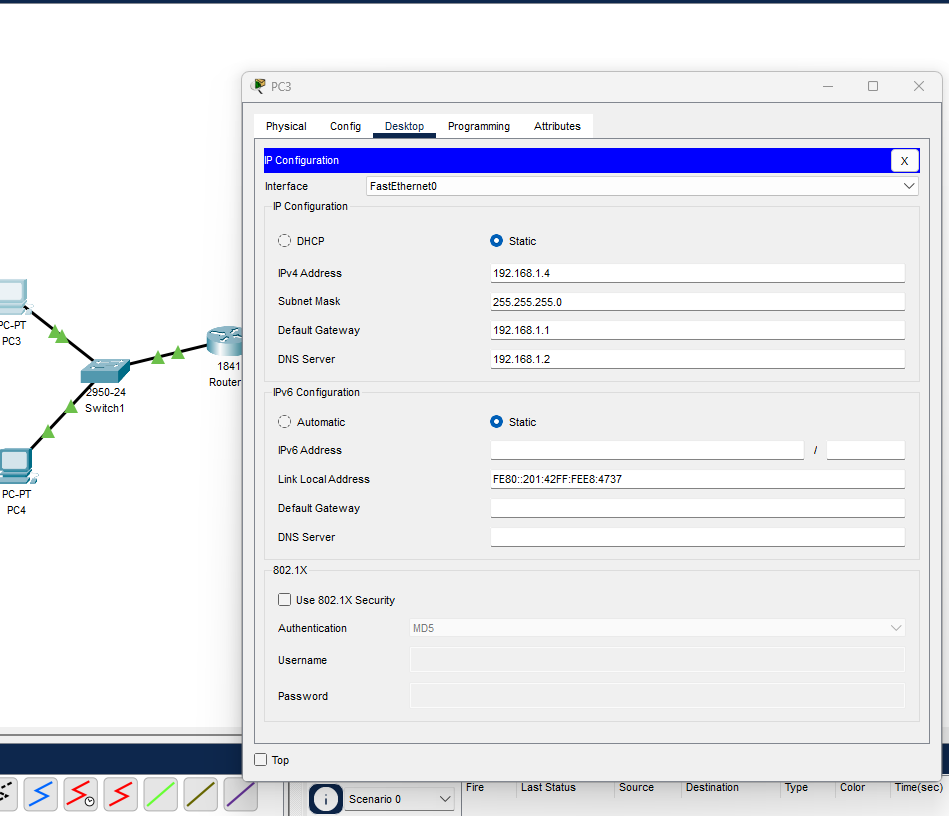 PC3
Physical Config Desktop Programming Attributes
IP Configuration X
Interface FastEthernet0
IP Configuration
DHCP Static
IPv4 Address 192.168.1.4
Subnet Mask 255.255.255.0
Default Gateway 192.168.1.1
DNS Server 192.168.1.2
IPv6 Configuration
Automatic Static
IPv6 Address /
Link Local Address FE80::201:42FF:FEE8:4737
Default Gateway
DNS Server
802.1X
Use 802.1X Security
Authentication MD5
Username
Password
Top
PC-PT
PC3
2950-24
Switch1
1841
Router
PC-PT
PC4
Scenario 0
Fire Last Status Source Destination Type Color Time(sec)